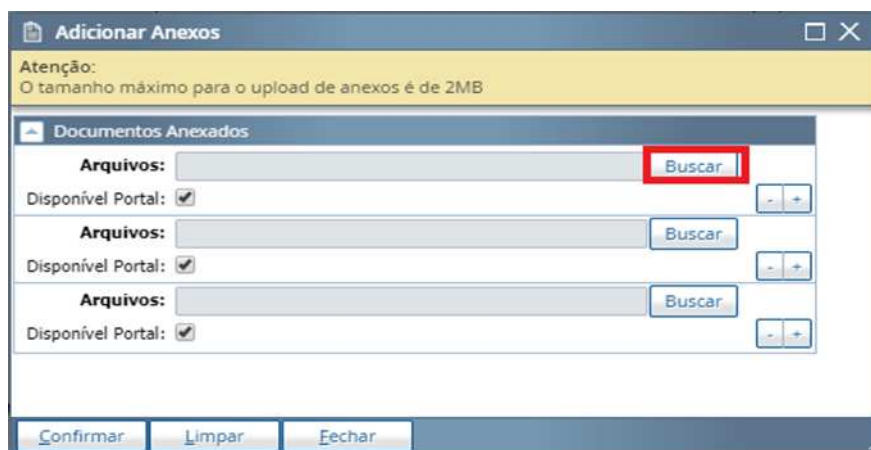 Adicionar Anexos
Atenção:
O tamanho máximo para o upload de anexos é de 2MB
Documentos Anexados
Arquivos: Buscar
Disponível Portal: - +
Arquivos: Buscar
Disponível Portal: - +
Arquivos: Buscar
Disponível Portal: - +
Confirmar Limpar Fechar